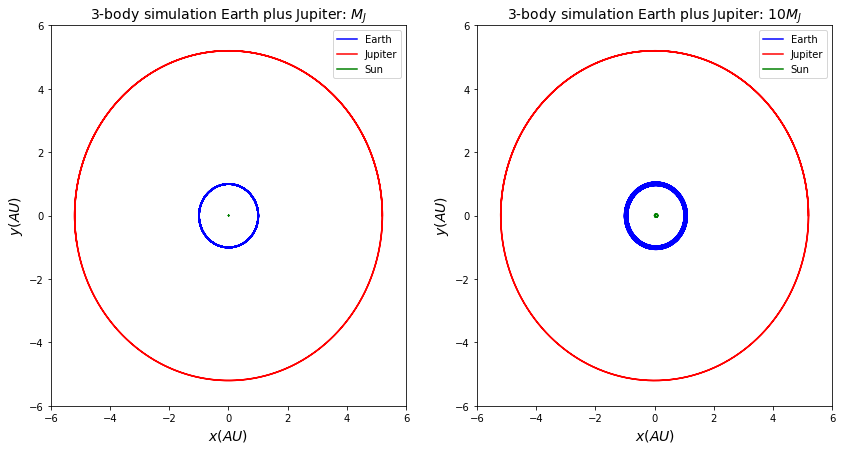 3-body simulation Earth plus Jupiter: M_J
6
4
2
0
−2
−4
−6
y(AU)
Earth
Jupiter
Sun
−6 −4 −2 0 2 4 6
x(AU)
3-body simulation Earth plus Jupiter: 10M_J
6
4
2
0
−2
−4
−6
y(AU)
Earth
Jupiter
Sun
−6 −4 −2 0 2 4 6
x(AU)